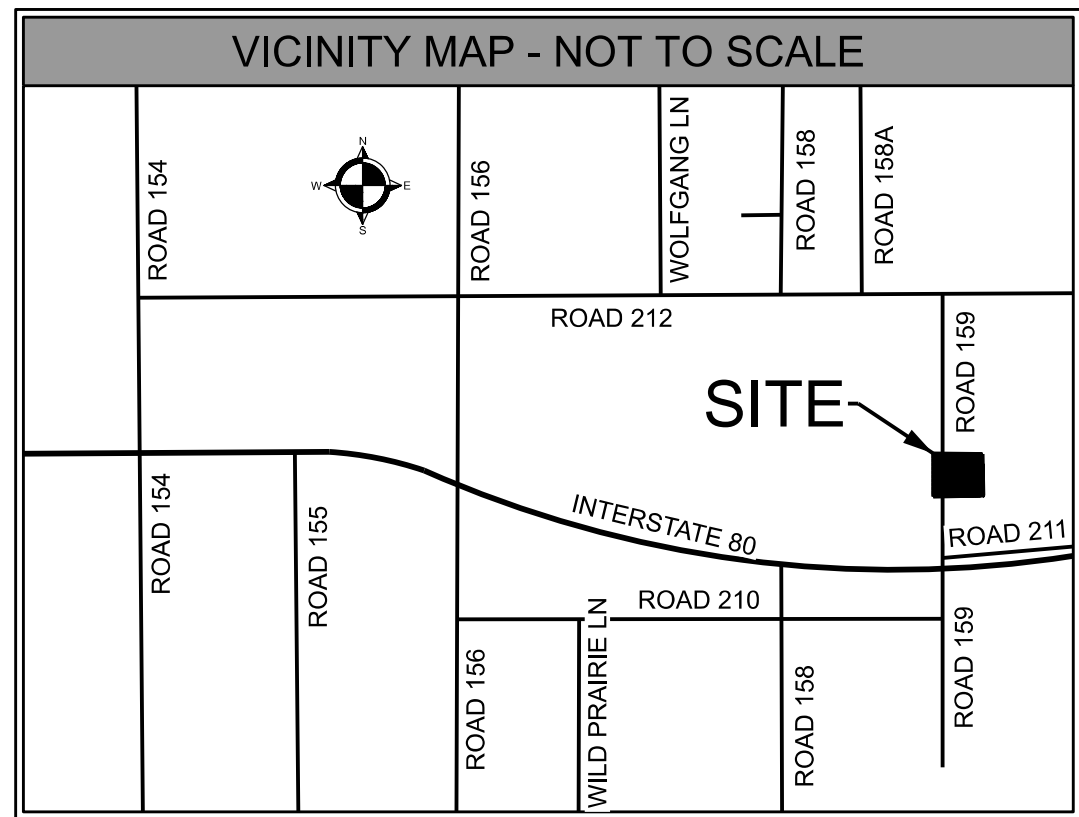 VICINITY MAP - NOT TO SCALE
ROAD 154
N
W
E
S
ROAD 156
WOLFGANG LN
ROAD 158
ROAD 158A
ROAD 212
ROAD 159
SITE
ROAD 154
ROAD 155
INTERSTATE 80
ROAD 211
ROAD 210
ROAD 156
WILD PRAIRIE LN
ROAD 158
ROAD 159